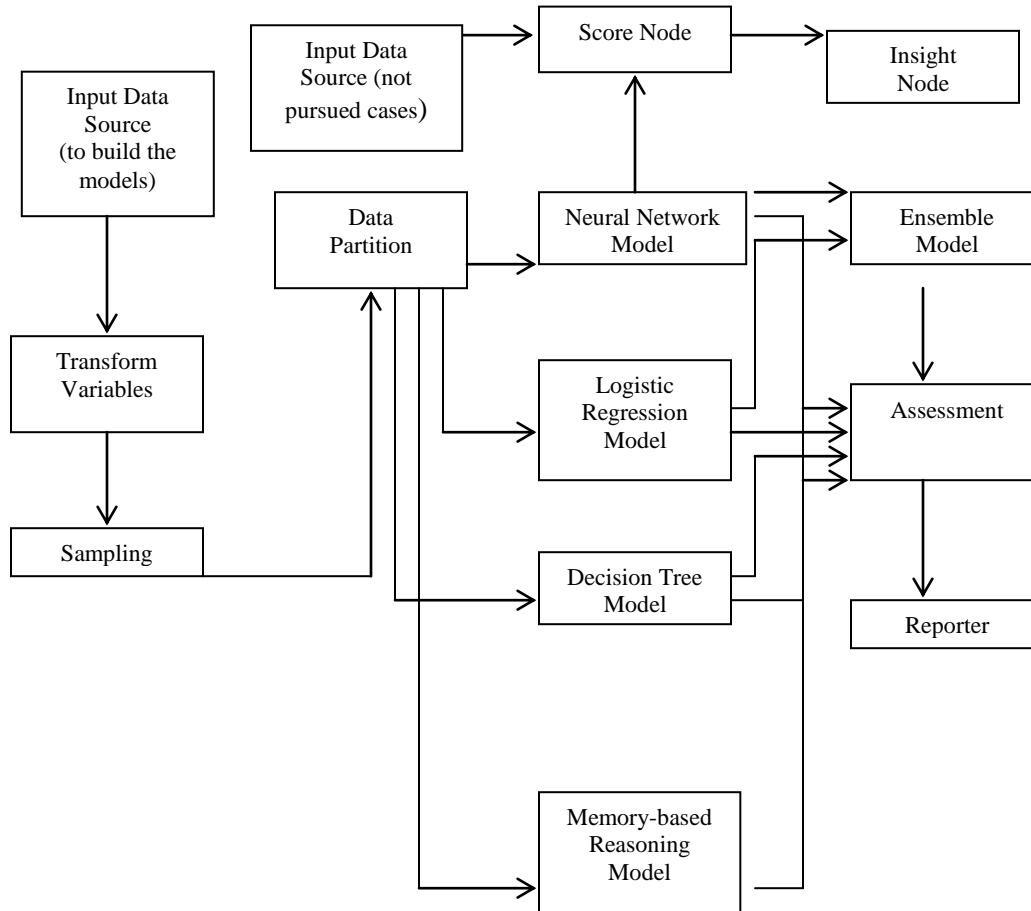 Input Data
Source
(to build the
models)
Input Data
Source (not
pursued cases)
Score Node
Insight
Node
Data
Partition
Neural Network
Model
Ensemble
Model
Transform
Variables
Logistic
Regression
Model
Assessment
Sampling
Decision Tree
Model
Reporter
Memory-based
Reasoning
Model